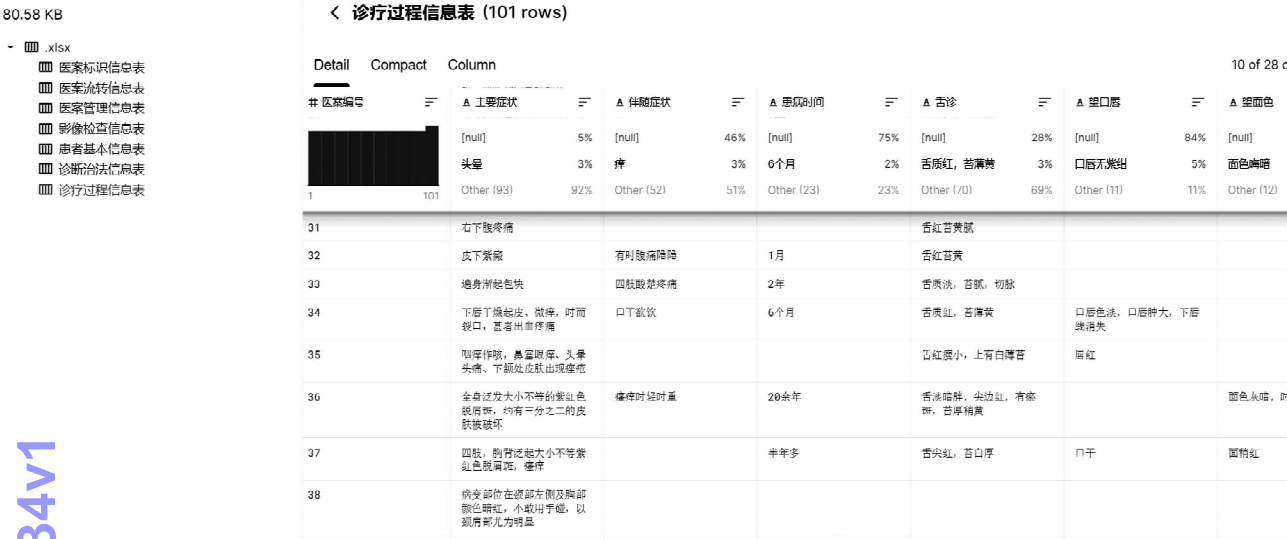 80.58 KB
诊疗过程信息表 (101 rows)
.xlsx
医案标识信息表
医案流转信息表
医案管理信息表
影像检查信息表
患者基本信息表
诊断治法信息表
诊疗过程信息表
Detail Compact Column
10 of 28
# 医案编号 A 主要症状 A 伴随症状 A 患病时间 A 舌诊 A 望口唇 A 望面色
[null] 5% [null] 46% [null] 75% [null] 28% [null] 84% [null]
头晕 3% 痒 3% 6个月 2% 舌质红，苔薄黄 3% 口唇无紫绀 5% 面色晦暗
1 101 Other (93) 92% Other (52) 51% Other (23) 23% Other (70) 69% Other (11) 11% Other (12)
31 右下腹疼痛 舌红苔黄腻
32 皮下紫癜 有时腹痛隐隐 1月 舌红苔黄
33 遍身渐起包块 四肢酸楚疼痛 2年 舌质淡，苔腻，切脉
34 下唇干燥起皮、微痒，时而 口干欲饮 6个月 舌质红，苔薄黄 口唇色淡，口唇肿大，下唇
裂口，甚者出血疼痛 线消失
35 咽痒作咳，鼻塞眼痒、头晕 舌红瘦小，上有白薄苔 唇红
头痛、下颌处皮肤出现痤疮
36 全身泛发大小不等的紫红色 瘙痒时轻时重 20余年 舌淡暗胖，尖边红，有瘀 面色灰暗，
脱屑斑，约有三分之二的皮 斑，苔厚稍黄
肤被破坏
37 四肢，胸背泛起大小不等紫 半年多 舌尖红，苔白厚 口干 面稍红
红色脱屑斑，瘙痒
38 病变部位在颈部左侧及胸部
颜色暗红，不敢用手碰，以
颈肩部尤为明显
34v1